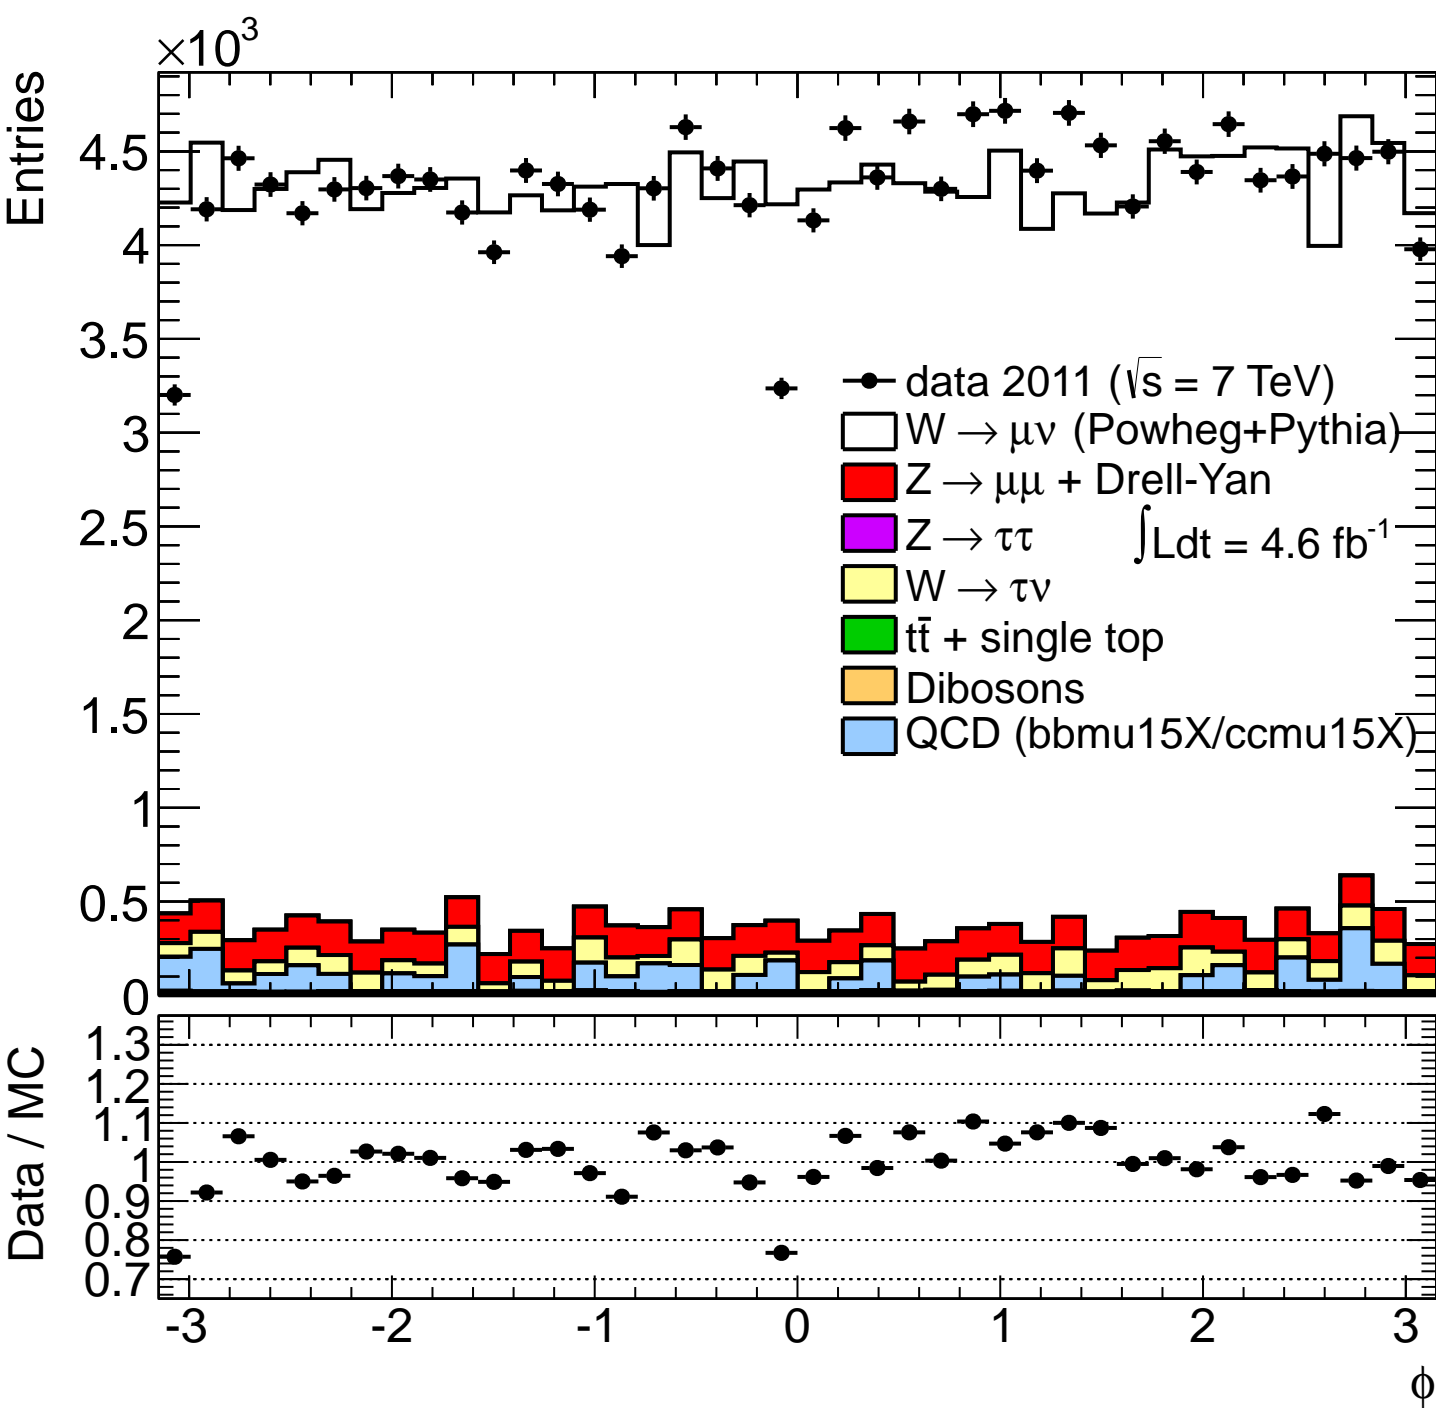 ×10³
Entries
4.5
4
3.5
3
2.5
2
1.5
1
0.5
0
data 2011 (√s = 7 TeV)
W → μν (Powheg+Pythia)
Z → μμ + Drell-Yan
Z → ττ
∫Ldt = 4.6 fb⁻¹
W → τν
tt̄ + single top
Dibosons
QCD (bbmu15X/ccmu15X)
Data / MC
1.3
1.2
1.1
1
0.9
0.8
0.7
-3 -2 -1 0 1 2 3
ϕ